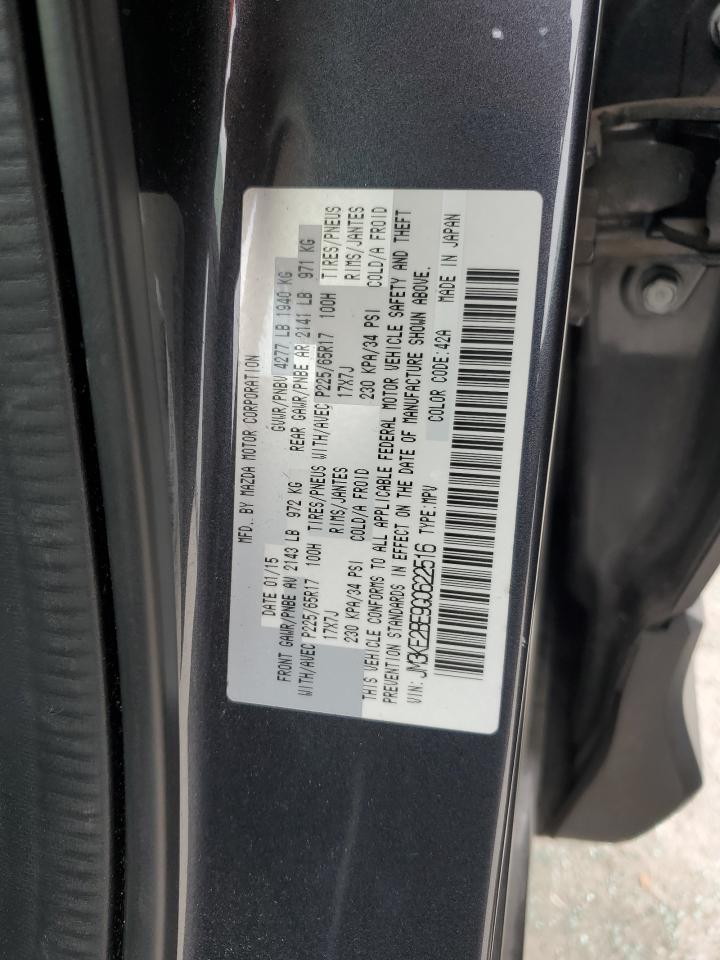 MFD. BY MAZDA MOTOR CORPORATION
DATE 01/15 GVWR/PNBV 4277 LB 1940 KG
FRONT GAWR/PNBE AV 2143 LB 972 KG REAR GAWR/PNBE AR 2141 LB 971 KG
WITH/AVEC P225/65R17 100H TIRES/PNEUS WITH/AVEC P225/65R17 100H TIRES/PNEUS
17X7J RIMS/JANTES 17X7J RIMS/JANTES
230 KPA/34 PSI COLD/A FROID 230 KPA/34 PSI COLD/A FROID
THIS VEHICLE CONFORMS TO ALL APPLICABLE FEDERAL MOTOR VEHICLE SAFETY AND THEFT
PREVENTION STANDARDS IN EFFECT ON THE DATE OF MANUFACTURE SHOWN ABOVE.
VIN: JM3KE2BE9G0622516 TYPE:MPV COLOR CODE:42A MADE IN JAPAN